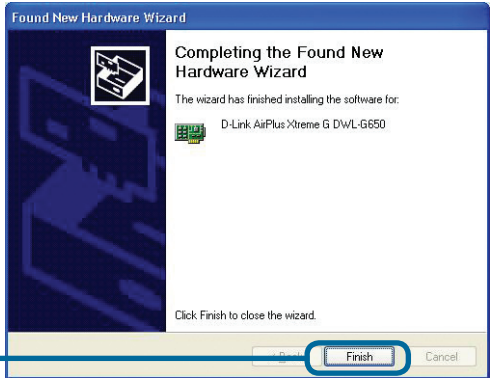 Found New Hardware Wizard
Completing the Found New
Hardware Wizard
The wizard has finished installing the software for:
D-Link AirPlus Xtreme G DWL-G650
Click Finish to close the wizard.
Finish
Cancel